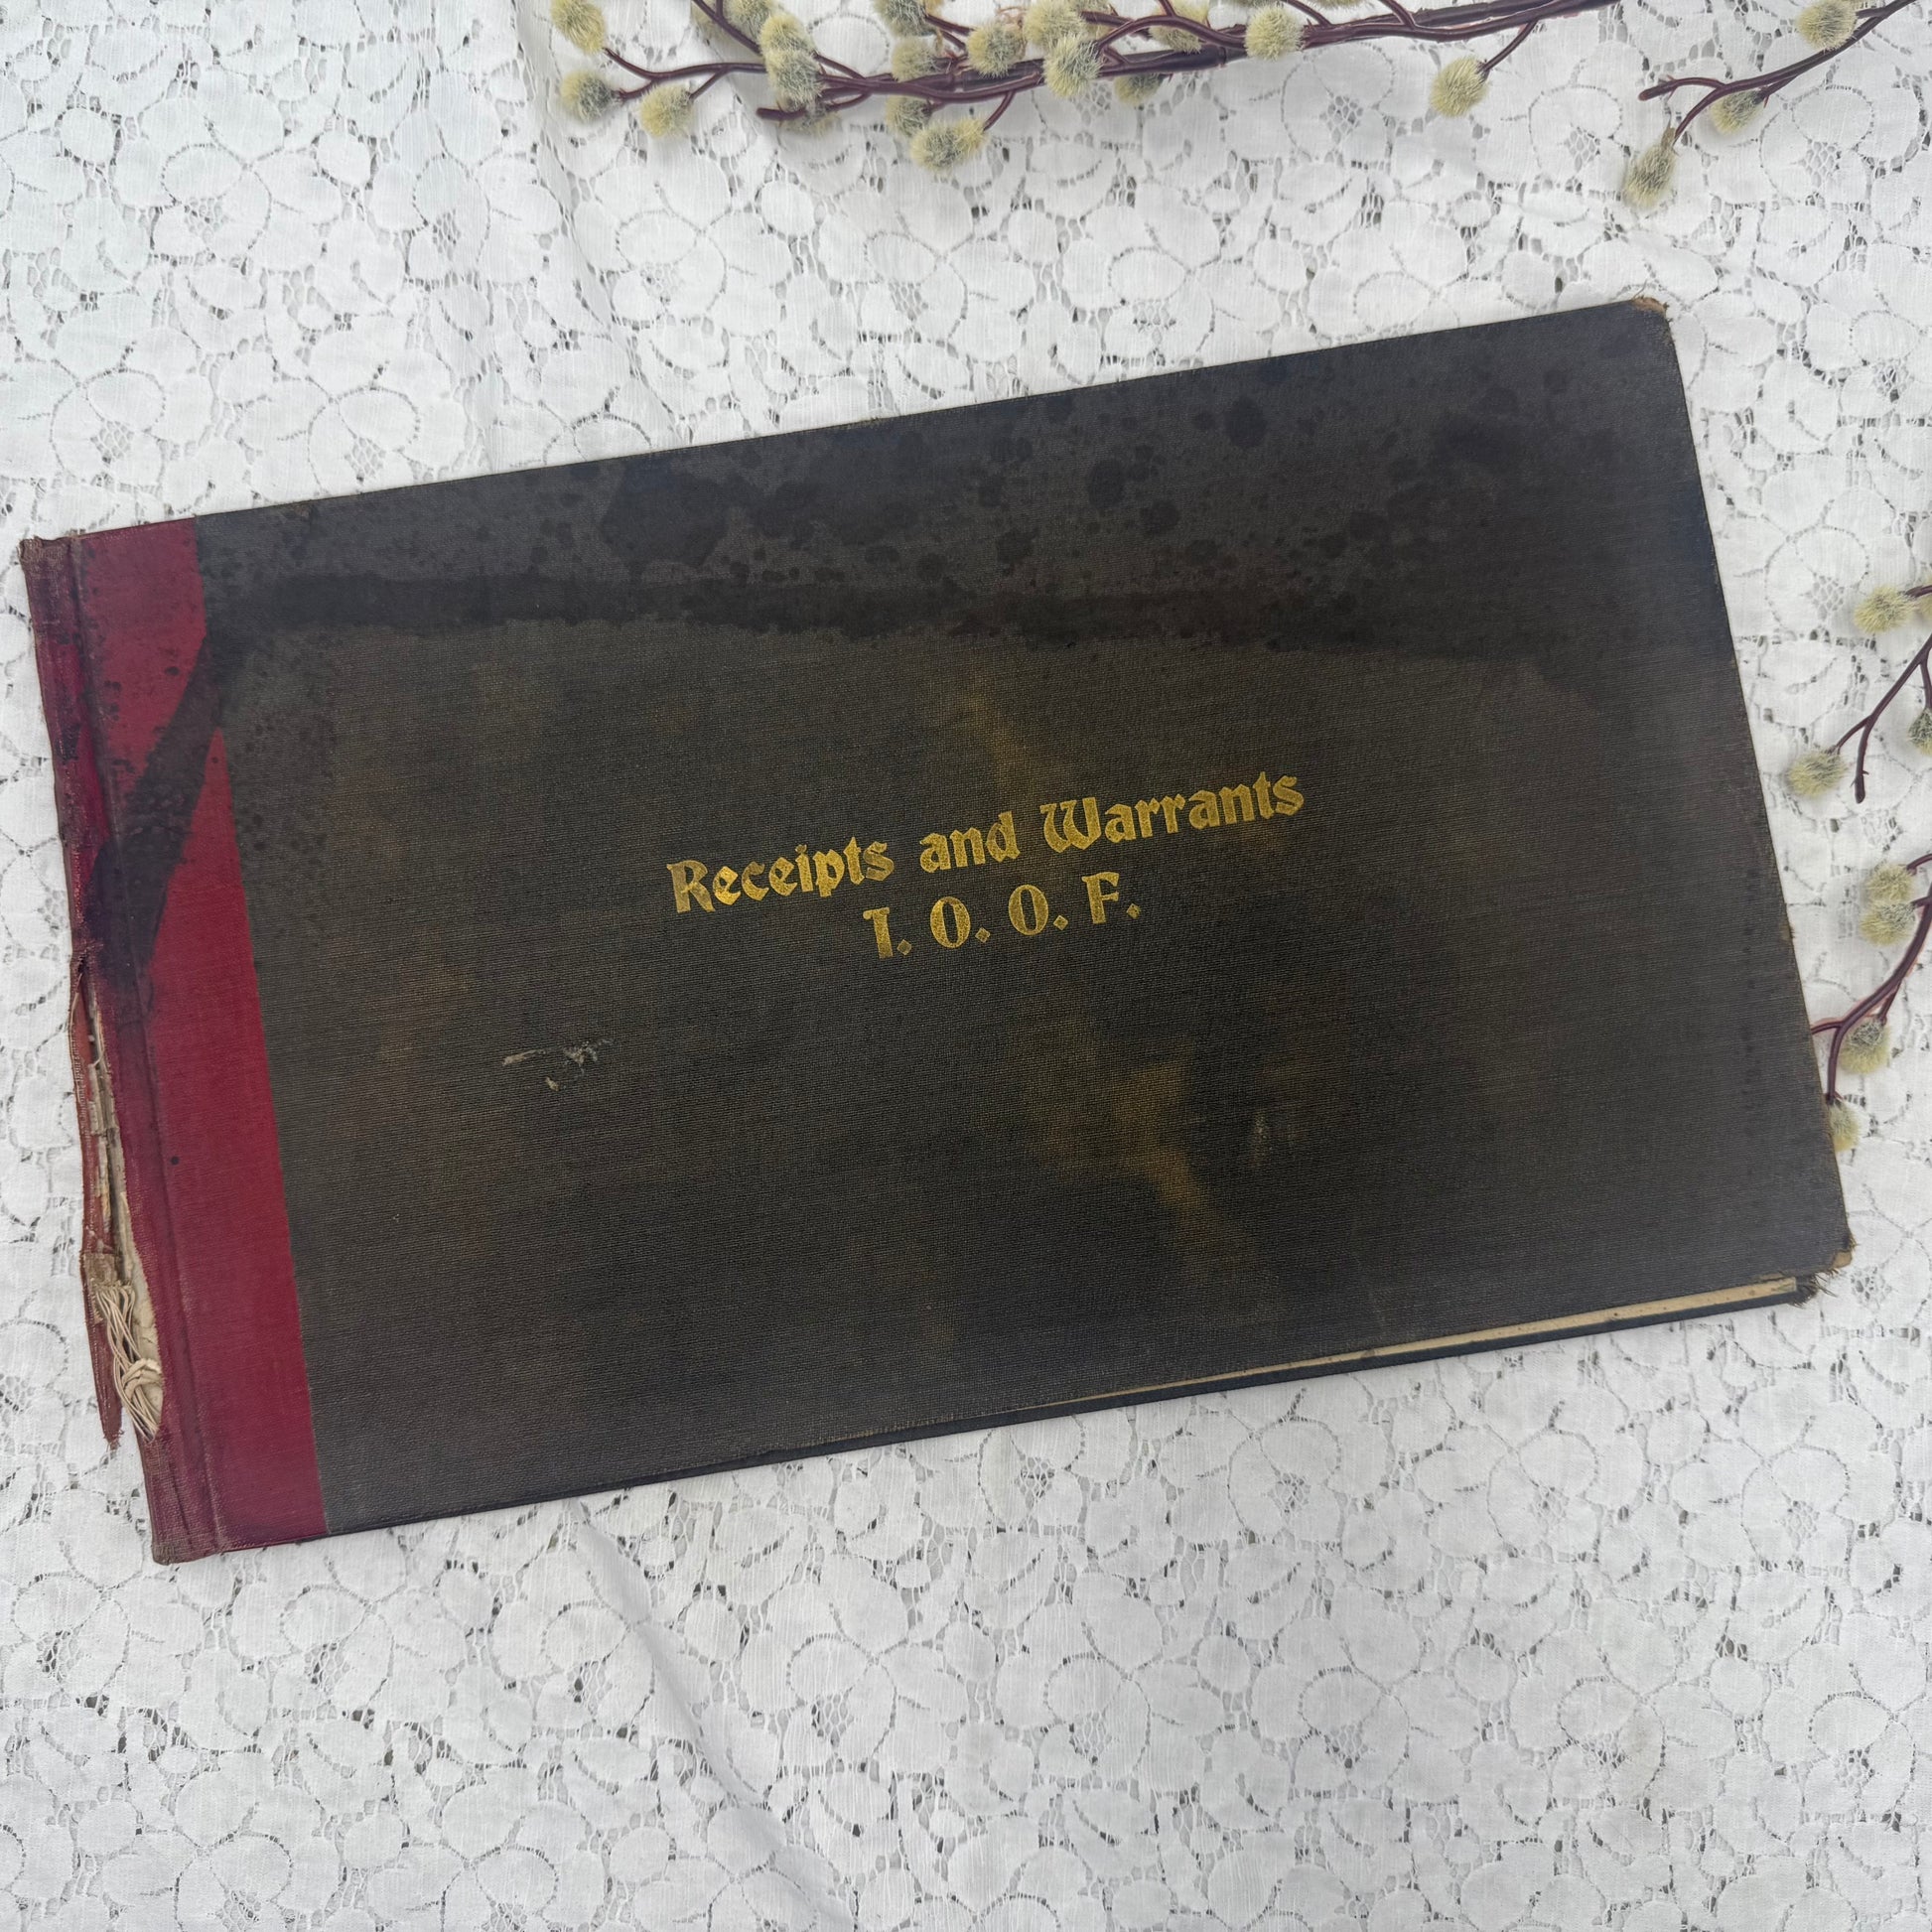 Receipts and Warrants
I. O. O. F.